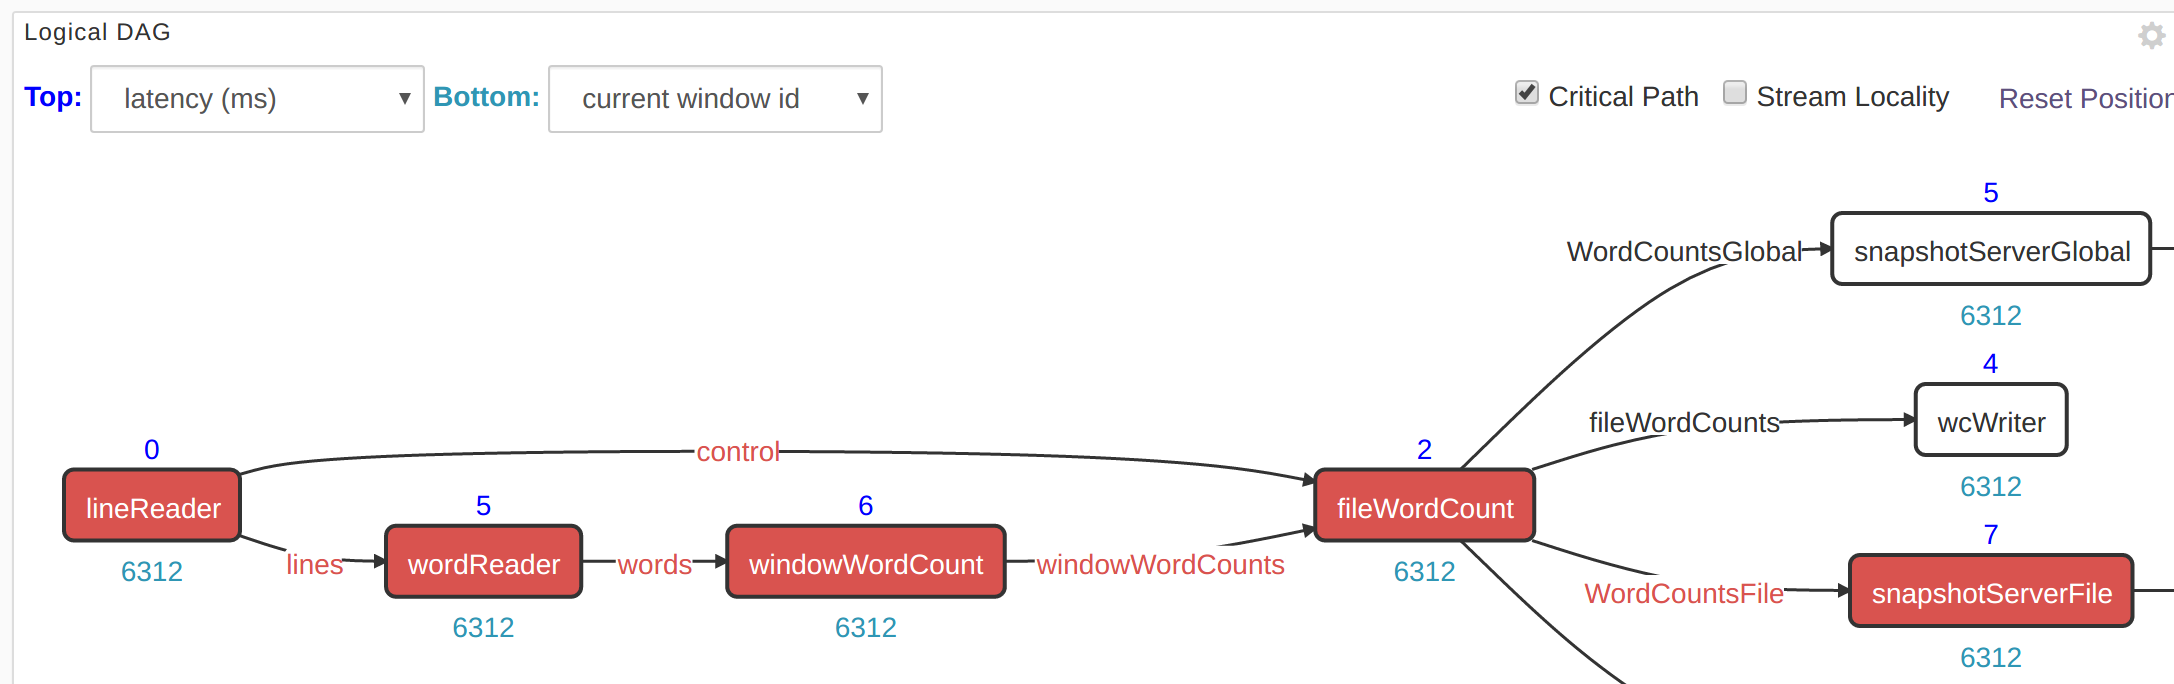 Logical DAG
Top: latency (ms) Bottom: current window id Critical Path Stream Locality Reset Position
5
WordCountsGlobal snapshotServerGlobal
6312
4
fileWordCounts wcWriter
6312
0 control 2
lineReader fileWordCount
6312 6312
5 6
lines wordReader words windowWordCount windowWordCounts
6312 6312
7
WordCountsFile snapshotServerFile
6312